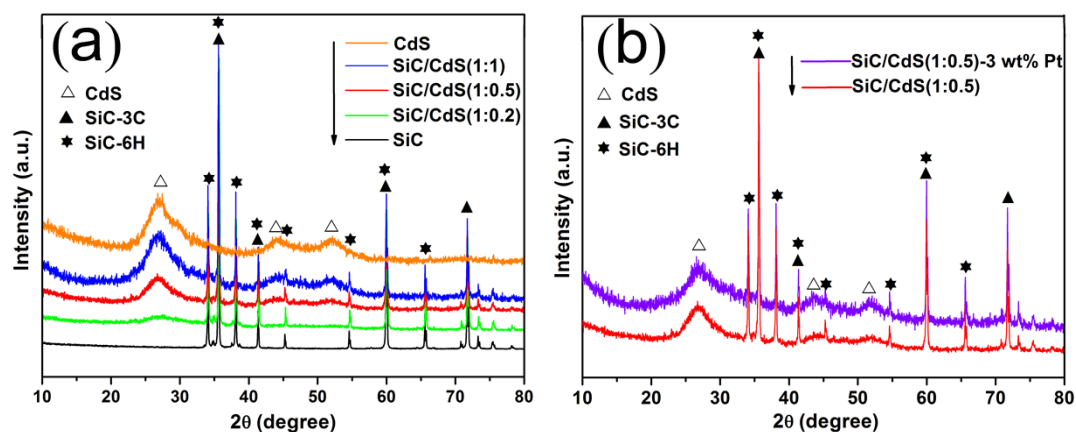 (a)
CdS
SiC/CdS(1:1)
SiC/CdS(1:0.5)
SiC/CdS(1:0.2)
SiC
△ CdS
▲ SiC-3C
✶ SiC-6H
Intensity (a.u.)
10 20 30 40 50 60 70 80
2θ (degree)
(b)
SiC/CdS(1:0.5)-3 wt% Pt
SiC/CdS(1:0.5)
△ CdS
▲ SiC-3C
✶ SiC-6H
Intensity (a.u.)
10 20 30 40 50 60 70 80
2θ (degree)